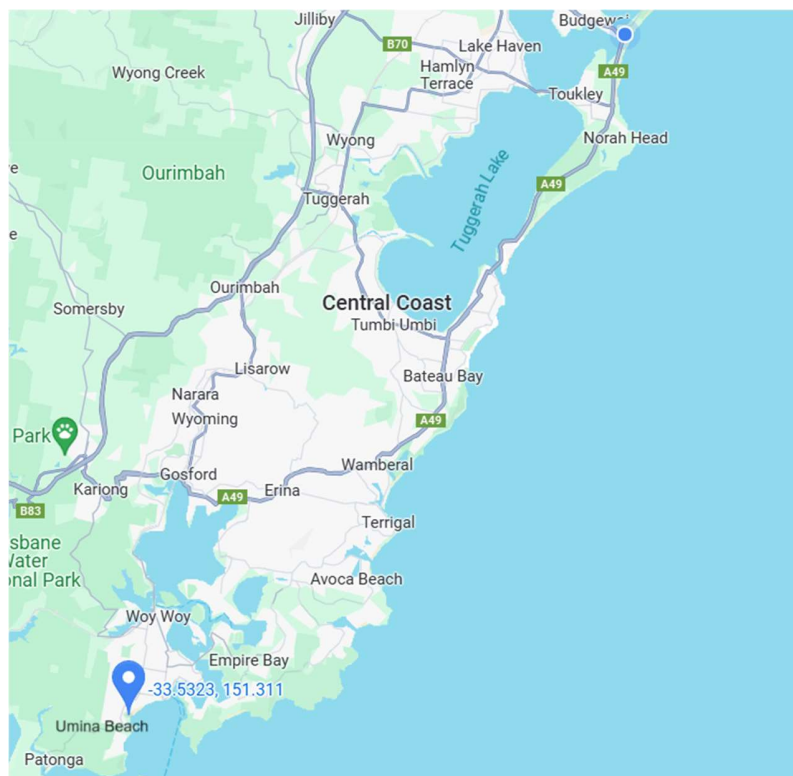 Jilliby
Budgewoi
B70
Lake Haven
Wyong Creek
Hamlyn
Terrace
A49
Toukley
Wyong
Norah Head
Ourimbah
Tuggerah Lake
A49
Tuggerah
Ourimbah
Central Coast
Somersby
Tumbi Umbi
Lisarow
Bateau Bay
Narara
Wyoming
A49
Park
Wamberal
Gosford
Kariong
Erina
A49
B83
Terrigal
sbane
Water
onal Park
Avoca Beach
Woy Woy
Empire Bay
-33.5323, 151.311
Umina Beach
Patonga